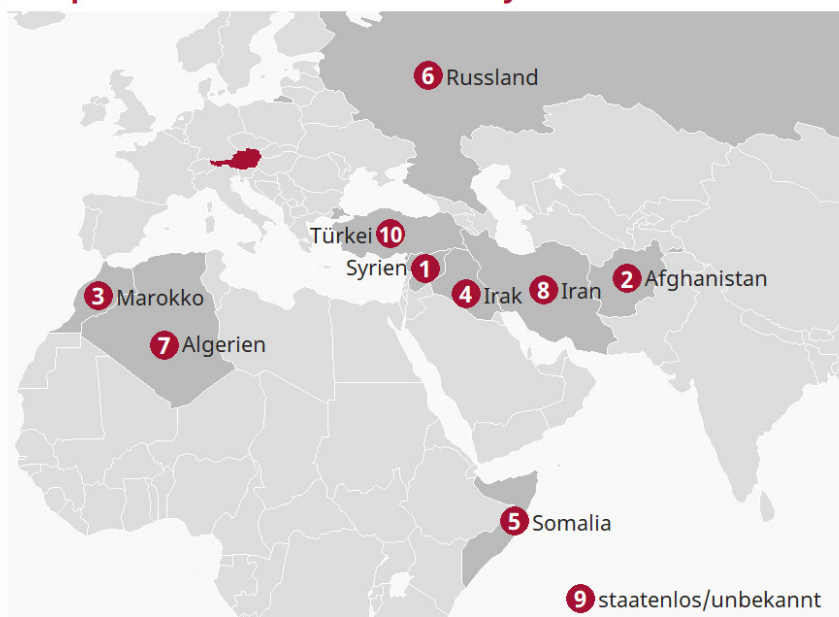 6 Russland
Türkei 10
Syrien 1
2 Afghanistan
3 Marokko
4 Irak
8 Iran
7 Algerien
5 Somalia
9 staatenlos/unbekannt